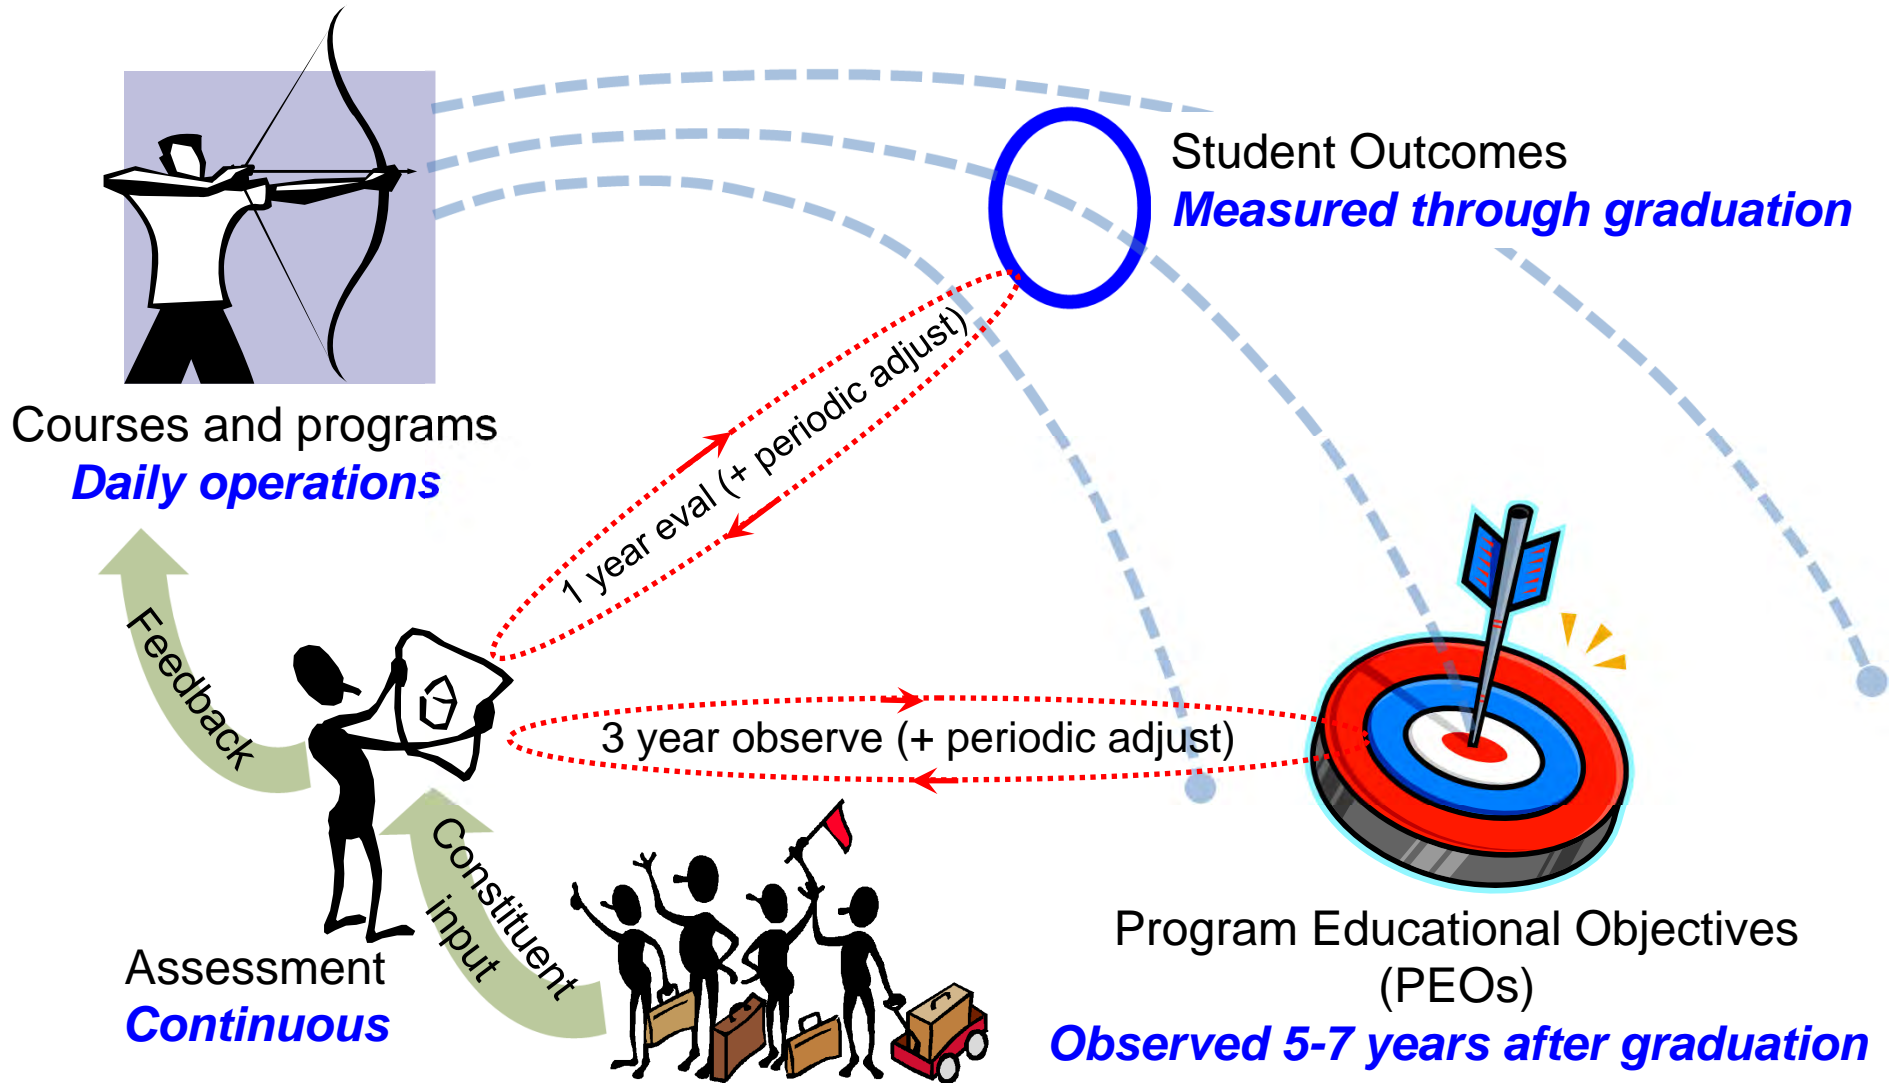 Student Outcomes
Measured through graduation
Courses and programs
Daily operations
1 year eval (+ periodic adjust)
Feedback
3 year observe (+ periodic adjust)
Constituent
input
Assessment
Continuous
Program Educational Objectives
(PEOs)
Observed 5-7 years after graduation